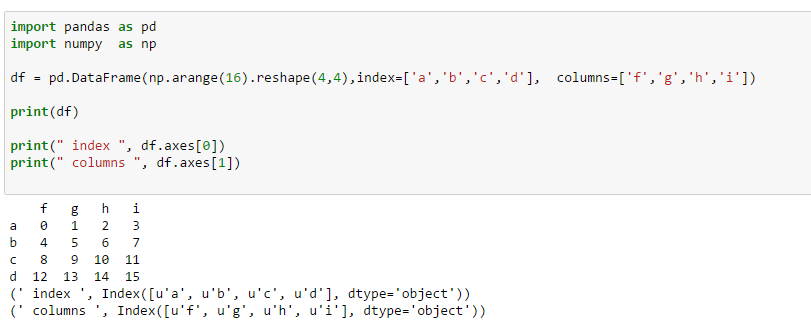 import pandas as pd
import numpy  as np
df = pd.DataFrame(np.arange(16).reshape(4,4),index=['a','b','c','d'],  columns=['f','g','h','i'])
print(df)
print(" index ", df.axes[0])
print(" columns ", df.axes[1])
    f   g   h   i
a   0   1   2   3
b   4   5   6   7
c   8   9  10  11
d  12  13  14  15
(' index ', Index([u'a', u'b', u'c', u'd'], dtype='object'))
(' columns ', Index([u'f', u'g', u'h', u'i'], dtype='object'))